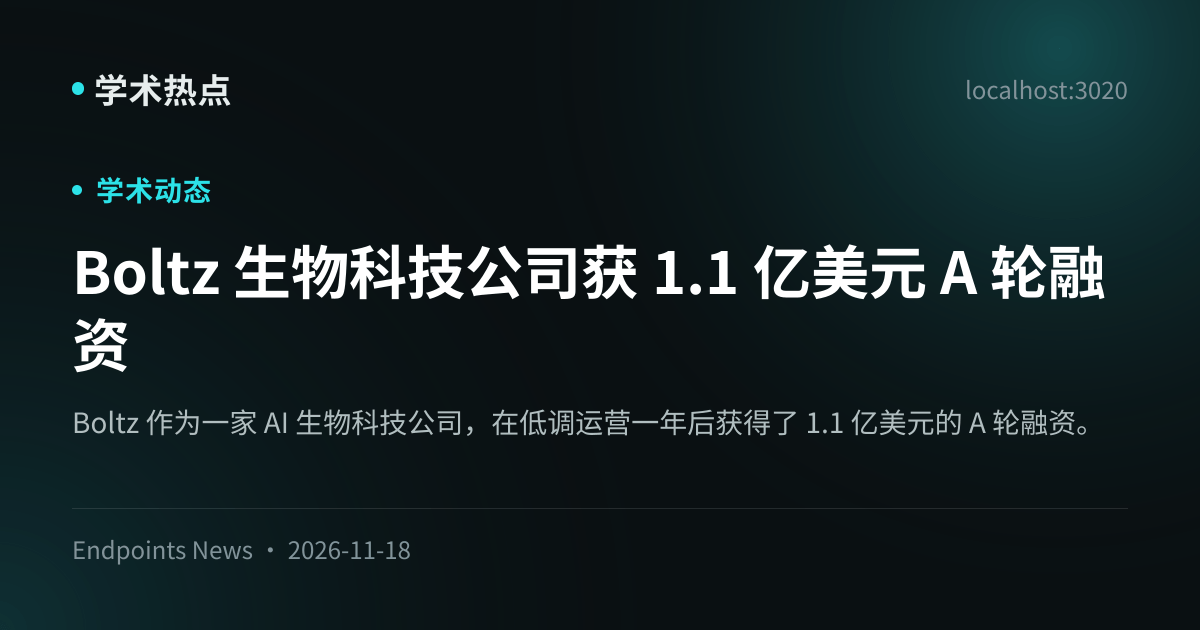 学术热点
localhost:3020
学术动态
Boltz 生物科技公司获 1.1 亿美元 A 轮融
资
Boltz 作为一家 AI 生物科技公司，在低调运营一年后获得了 1.1 亿美元的 A 轮融资。
Endpoints News · 2026-11-18